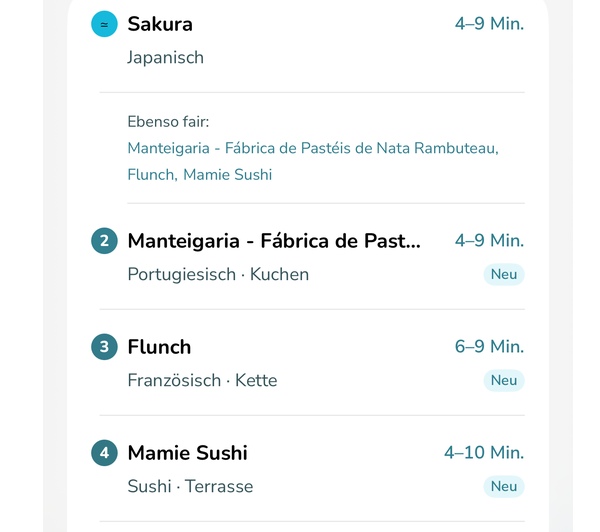 ≈ Sakura 4–9 Min.
Japanisch
Ebenso fair:
Manteigaria - Fábrica de Pastéis de Nata Rambuteau,
Flunch, Mamie Sushi
2 Manteigaria - Fábrica de Past... 4–9 Min.
Portugiesisch · Kuchen Neu
3 Flunch 6–9 Min.
Französisch · Kette Neu
4 Mamie Sushi 4–10 Min.
Sushi · Terrasse Neu